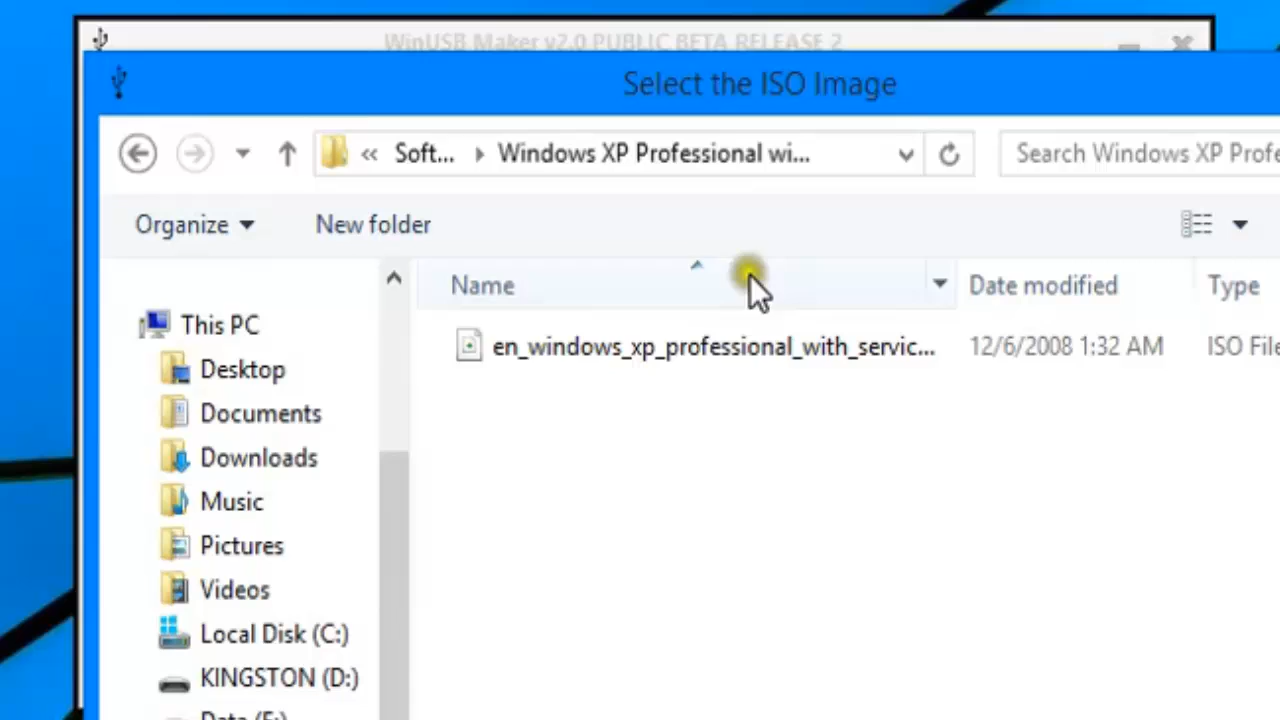 WinUSB Maker v2.0 PUBLIC BETA RELEASE 2
Select the ISO Image
« Soft... Windows XP Professional wi...
Search Windows XP Profe
Organize New folder
Name Date modified Type
This PC
en_windows_xp_professional_with_servic... 12/6/2008 1:32 AM ISO File
Desktop
Documents
Downloads
Music
Pictures
Videos
Local Disk (C:)
KINGSTON (D:)